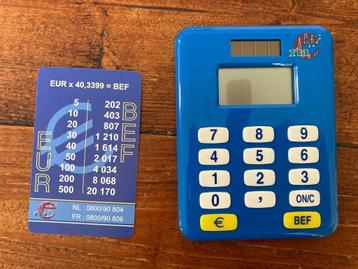 EUR x 40,3399 = BEF
5 202
10 403
20 807
30 1 210
40 1 614
50 2 017
100 4 034
200 8 068
500 20 170
EUR
BEF
NL : 0800/90 804
FR : 0800/90 806
7 8 9
4 5 6
1 2 3
0 , ON/C
€ BEF